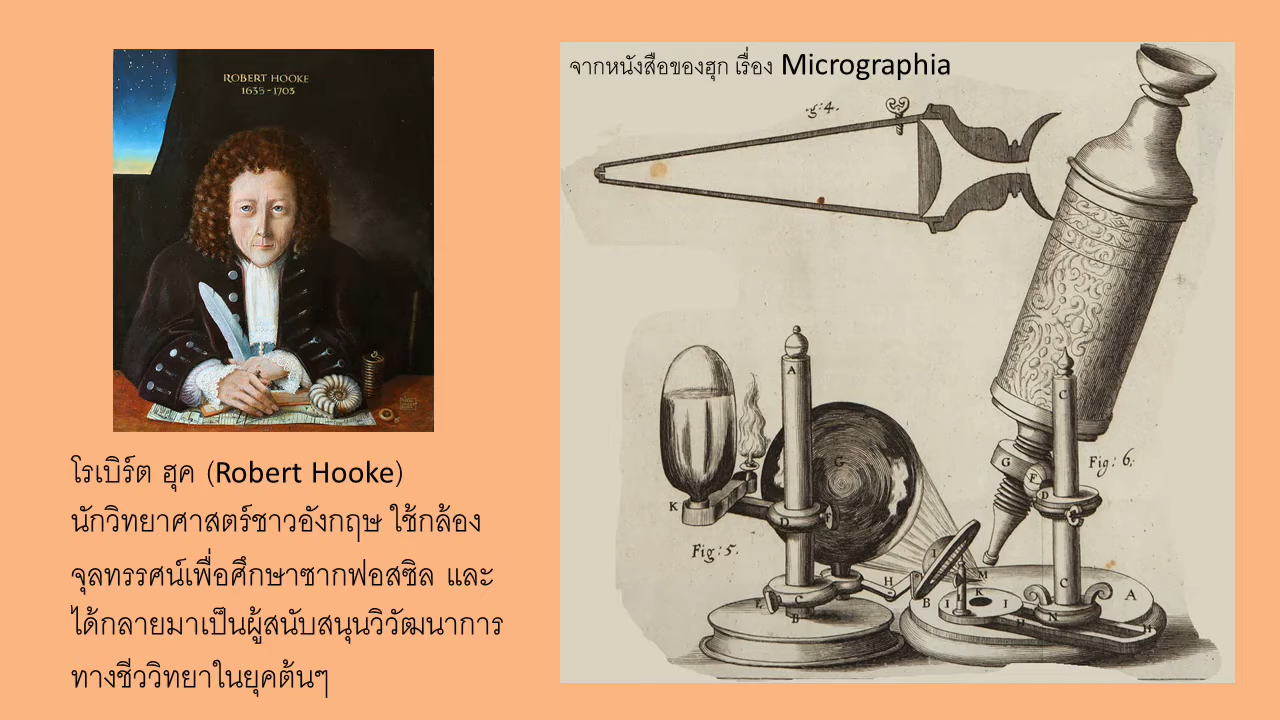 ROBERT HOOKE
1635-1703
โรเบิร์ต ฮุค (Robert Hooke)
นักวิทยาศาสตร์ชาวอังกฤษ ใช้กล้อง
จุลทรรศน์เพื่อศึกษาซากฟอสซิล และ
ได้กลายมาเป็นผู้สนับสนุนวิวัฒนาการ
ทางชีววิทยาในยุคต้นๆ
จากหนังสือของฮุก เรื่อง Micrographia
g:4.
A
C
G
K
G
Fig: 6.
F
D
D
F
Fig: 5.
I
M
H
K
C
A
L
C
B
I
I
B
N
H
H